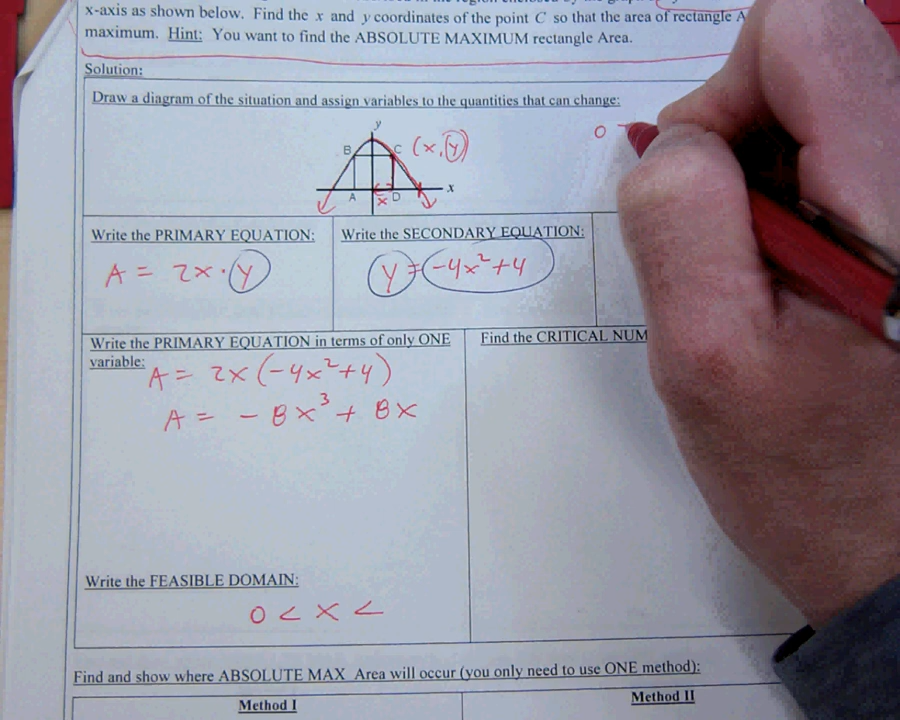 x-axis as shown below. Find the x and y coordinates of the point C so that the area of rectangle A
maximum. Hint: You want to find the ABSOLUTE MAXIMUM rectangle Area.
Solution:
Draw a diagram of the situation and assign variables to the quantities that can change:
0
y
B C (x, y)
A x D x
Write the PRIMARY EQUATION:
A = 2x · y
Write the SECONDARY EQUATION:
y = -4x² + 4
Write the PRIMARY EQUATION in terms of only ONE
variable:
A = 2x(-4x² + 4)
A = - 8x³ + 8x
Find the CRITICAL NUM
Write the FEASIBLE DOMAIN:
0 < x <
Find and show where ABSOLUTE MAX Area will occur (you only need to use ONE method):
Method I
Method II